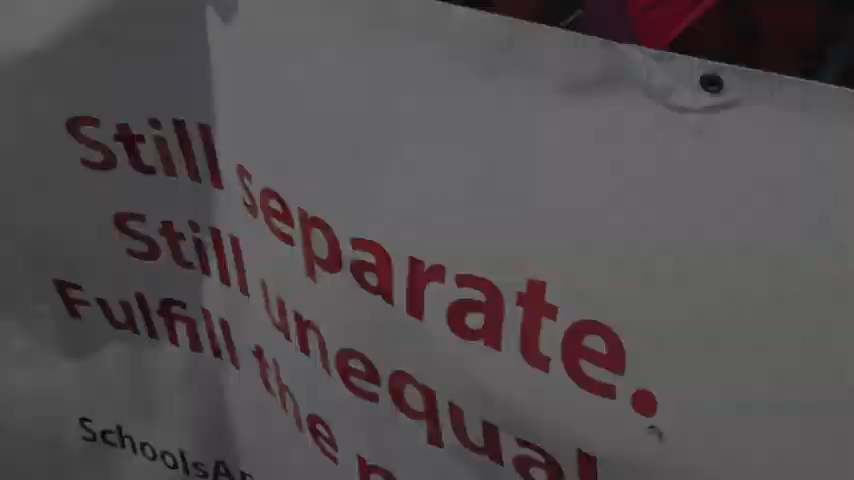 Still separate.
Still unequal
Fulfill the
SchoolsAr